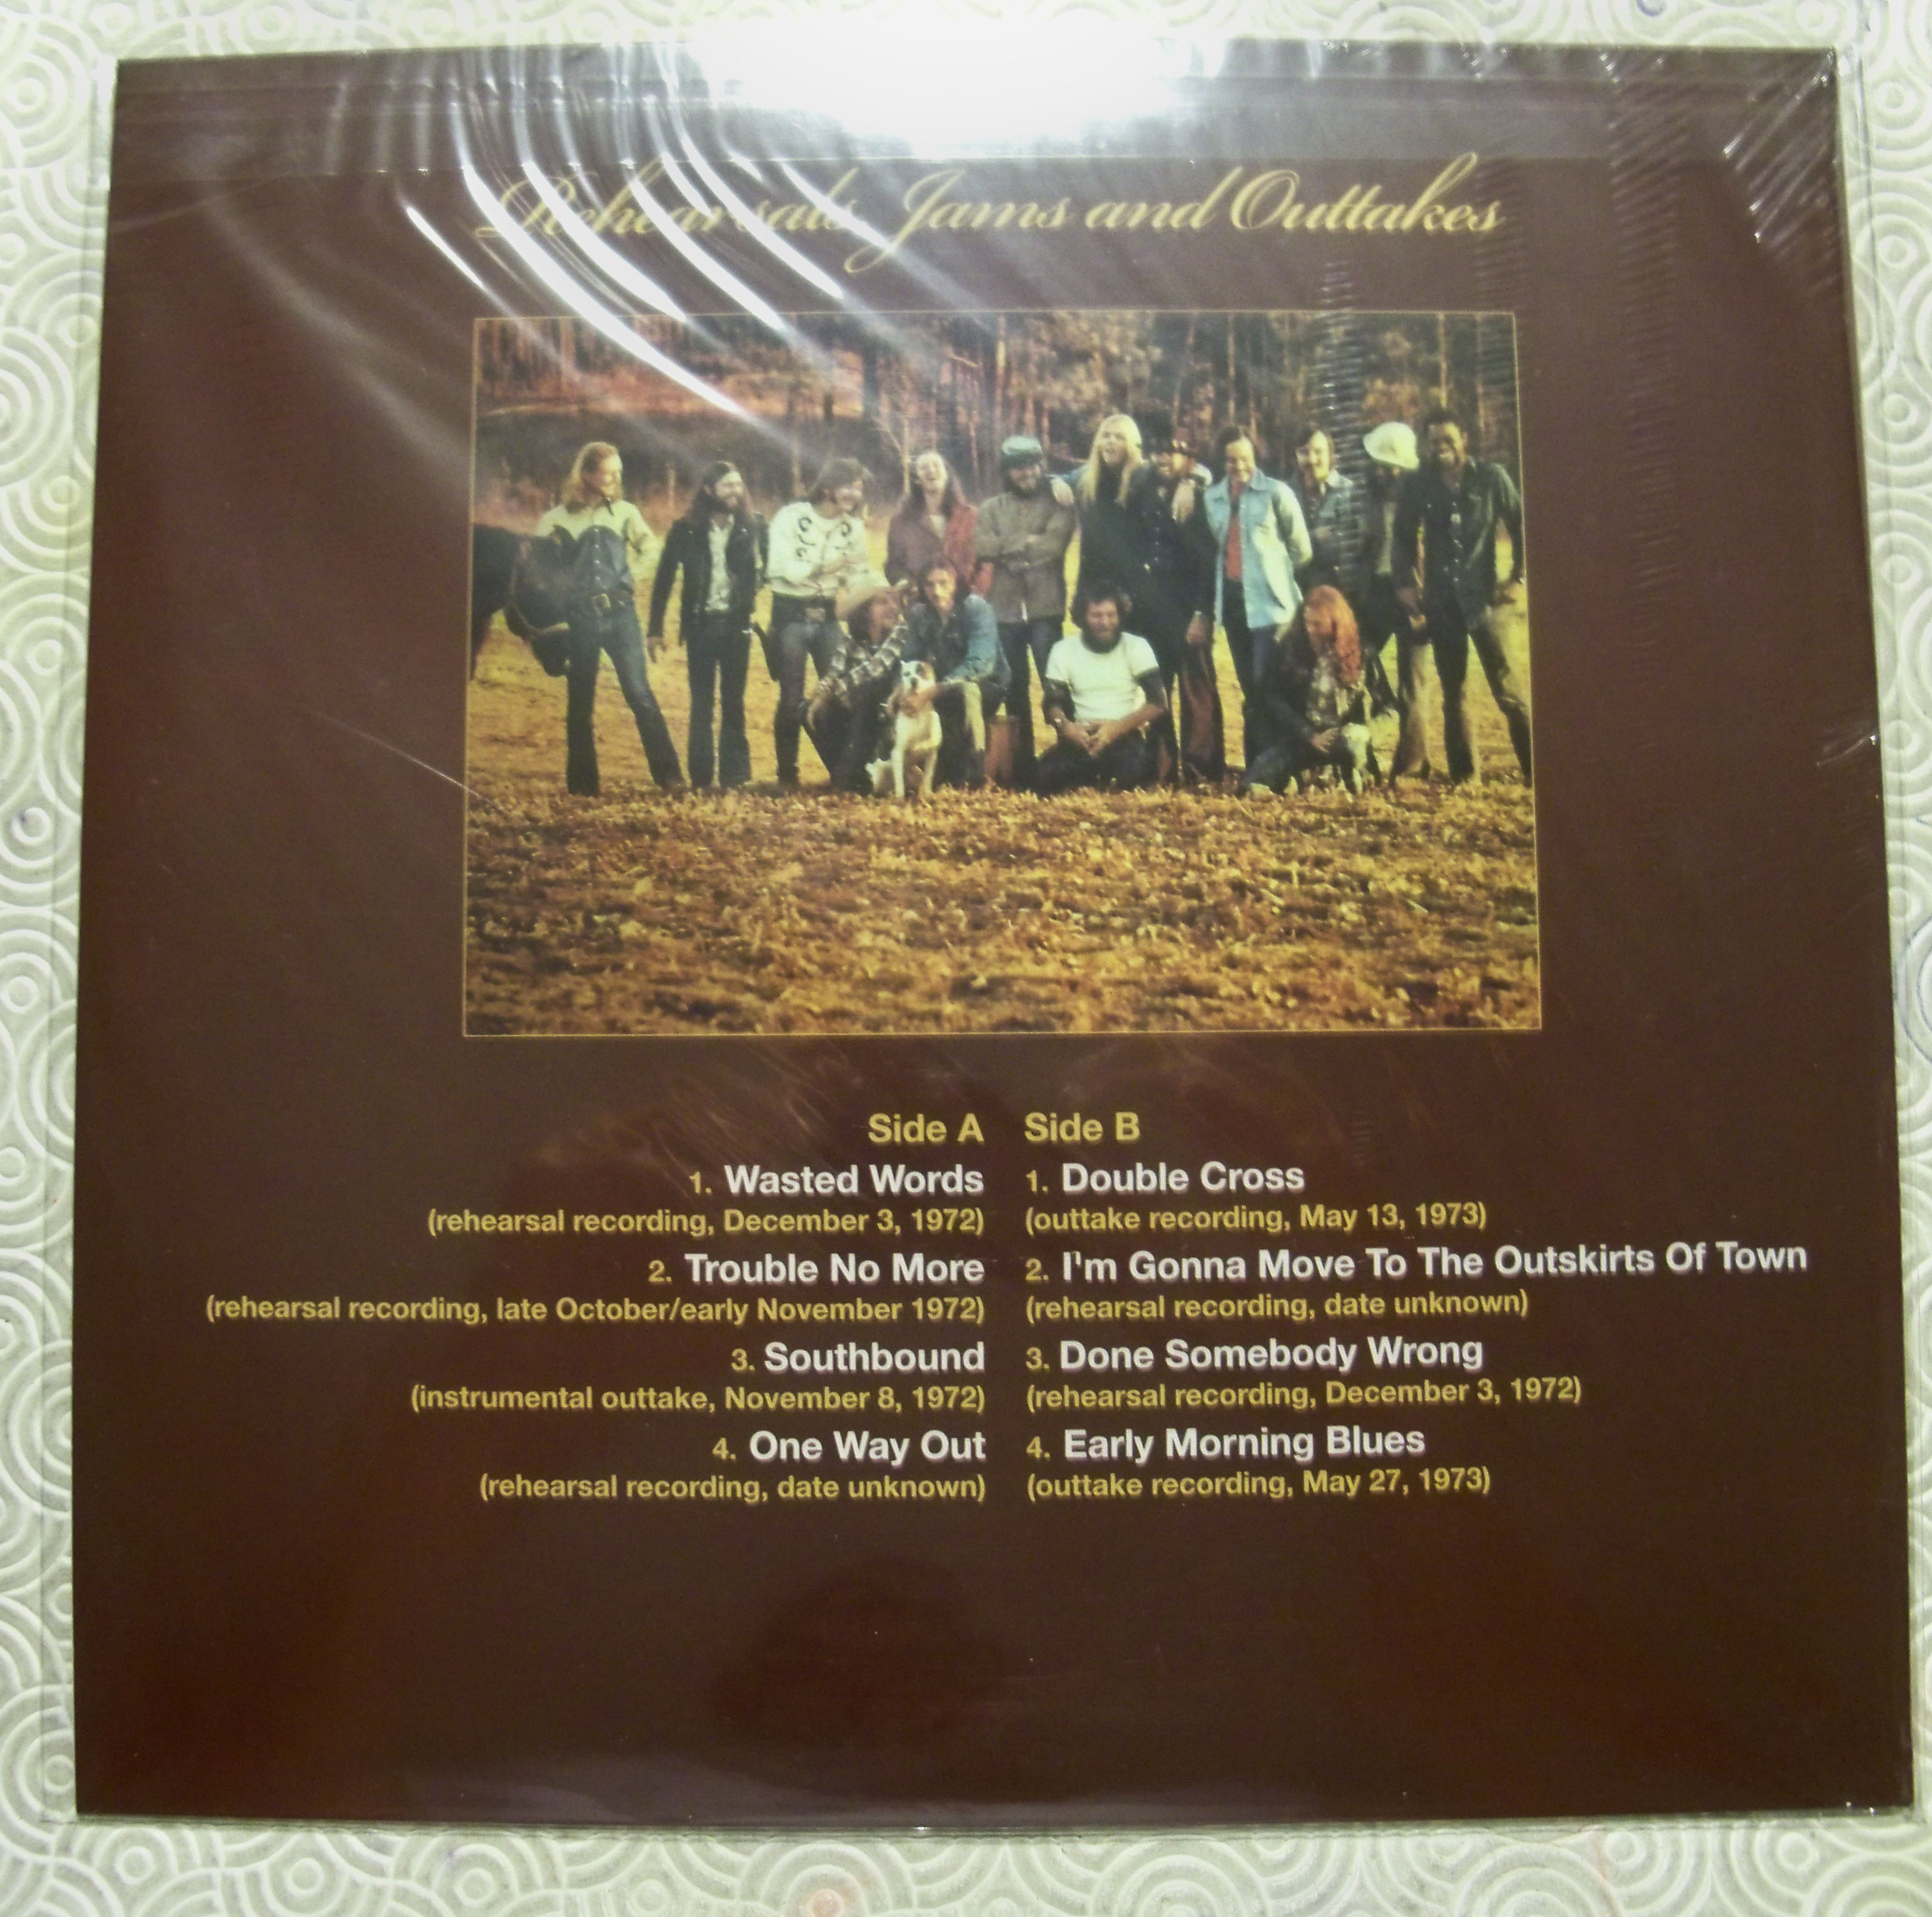 Rehearsals, Jams and Outtakes
Side A
1. Wasted Words
(rehearsal recording, December 3, 1972)
2. Trouble No More
(rehearsal recording, late October/early November 1972)
3. Southbound
(instrumental outtake, November 8, 1972)
4. One Way Out
(rehearsal recording, date unknown)
Side B
1. Double Cross
(outtake recording, May 13, 1973)
2. I'm Gonna Move To The Outskirts Of Town
(rehearsal recording, date unknown)
3. Done Somebody Wrong
(rehearsal recording, December 3, 1972)
4. Early Morning Blues
(outtake recording, May 27, 1973)